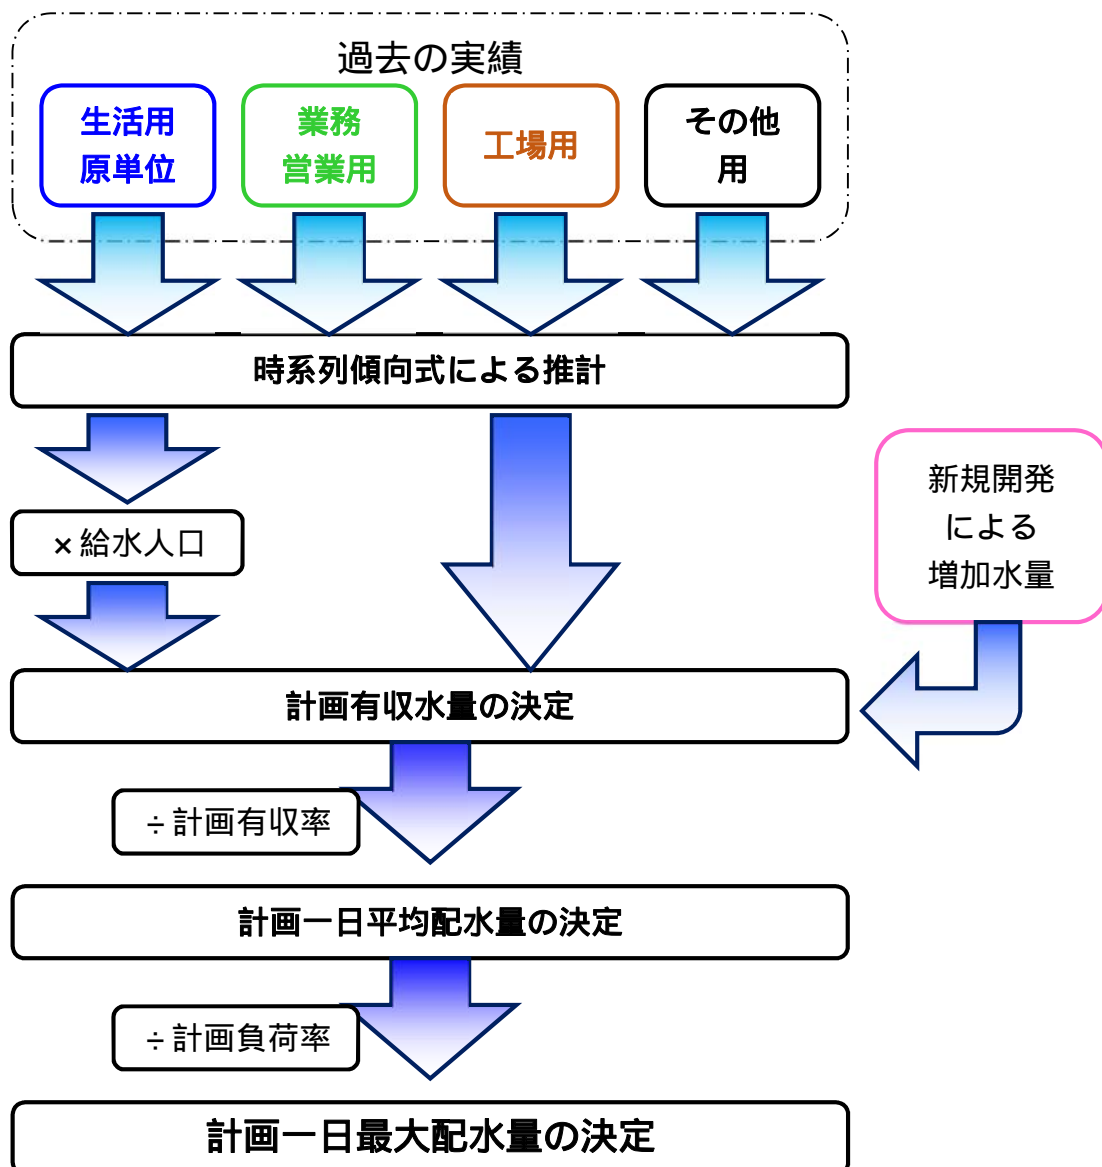 過去の実績
生活用
原単位
業務
営業用
工場用
その他
用
時系列傾向式による推計
×給水人口
新規開発
による
増加水量
計画有収水量の決定
÷計画有収率
計画一日平均配水量の決定
÷計画負荷率
計画一日最大配水量の決定